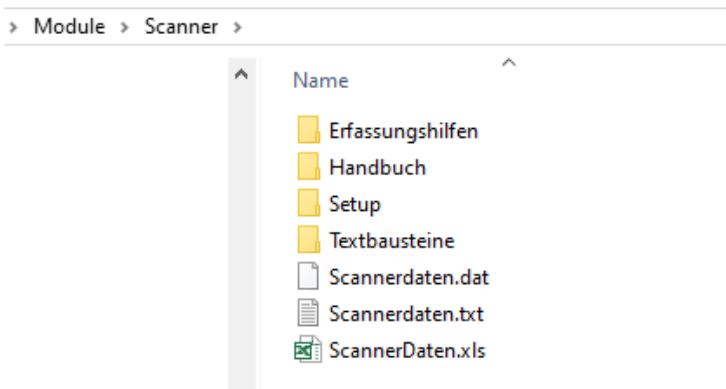 > Module > Scanner >
Name
Erfassungshilfen
Handbuch
Setup
Textbausteine
Scannerdaten.dat
Scannerdaten.txt
ScannerDaten.xls